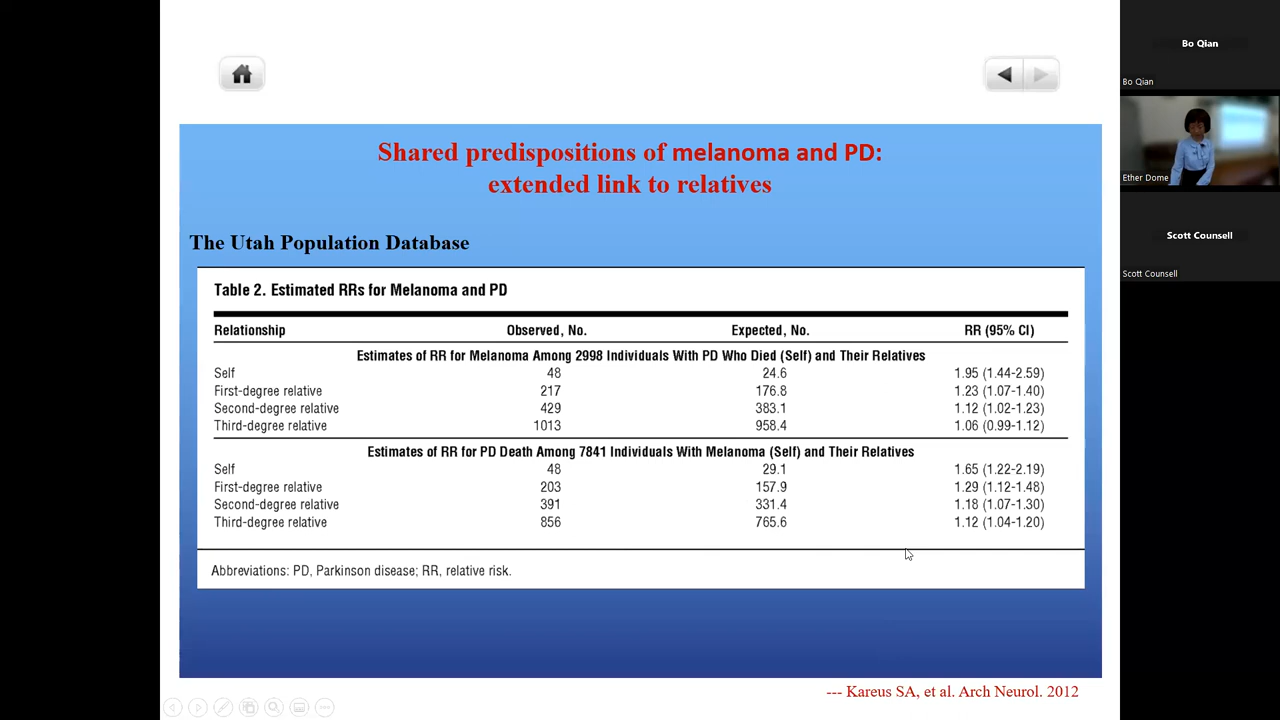 Shared predispositions of melanoma and PD:
extended link to relatives
The Utah Population Database
Table 2. Estimated RRs for Melanoma and PD
Relationship Observed, No. Expected, No. RR (95% CI)
Estimates of RR for Melanoma Among 2998 Individuals With PD Who Died (Self) and Their Relatives
Self 48 24.6 1.95 (1.44-2.59)
First-degree relative 217 176.8 1.23 (1.07-1.40)
Second-degree relative 429 383.1 1.12 (1.02-1.23)
Third-degree relative 1013 958.4 1.06 (0.99-1.12)
Estimates of RR for PD Death Among 7841 Individuals With Melanoma (Self) and Their Relatives
Self 48 29.1 1.65 (1.22-2.19)
First-degree relative 203 157.9 1.29 (1.12-1.48)
Second-degree relative 391 331.4 1.18 (1.07-1.30)
Third-degree relative 856 765.6 1.12 (1.04-1.20)
Abbreviations: PD, Parkinson disease; RR, relative risk.
--- Kareus SA, et al. Arch Neurol. 2012
Bo Qian
Bo Qian
Ether Dome
Scott Counsell
Scott Counsell